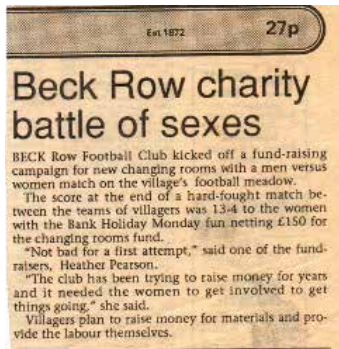 Est 1872
27p
Beck Row charity
battle of sexes
BECK Row Football Club kicked off a fund-raising
campaign for new changing rooms with a men versus
women match on the village's football meadow.
The score at the end of a hard-fought match be-
tween the teams of villagers was 13-4 to the women
with the Bank Holiday Monday fun netting £150 for
the changing rooms fund.
"Not bad for a first attempt," said one of the fund-
raisers, Heather Pearson.
"The club has been trying to raise money for years
and it needed the women to get involved to get
things going," she said.
Villagers plan to raise money for materials and pro-
vide the labour themselves.